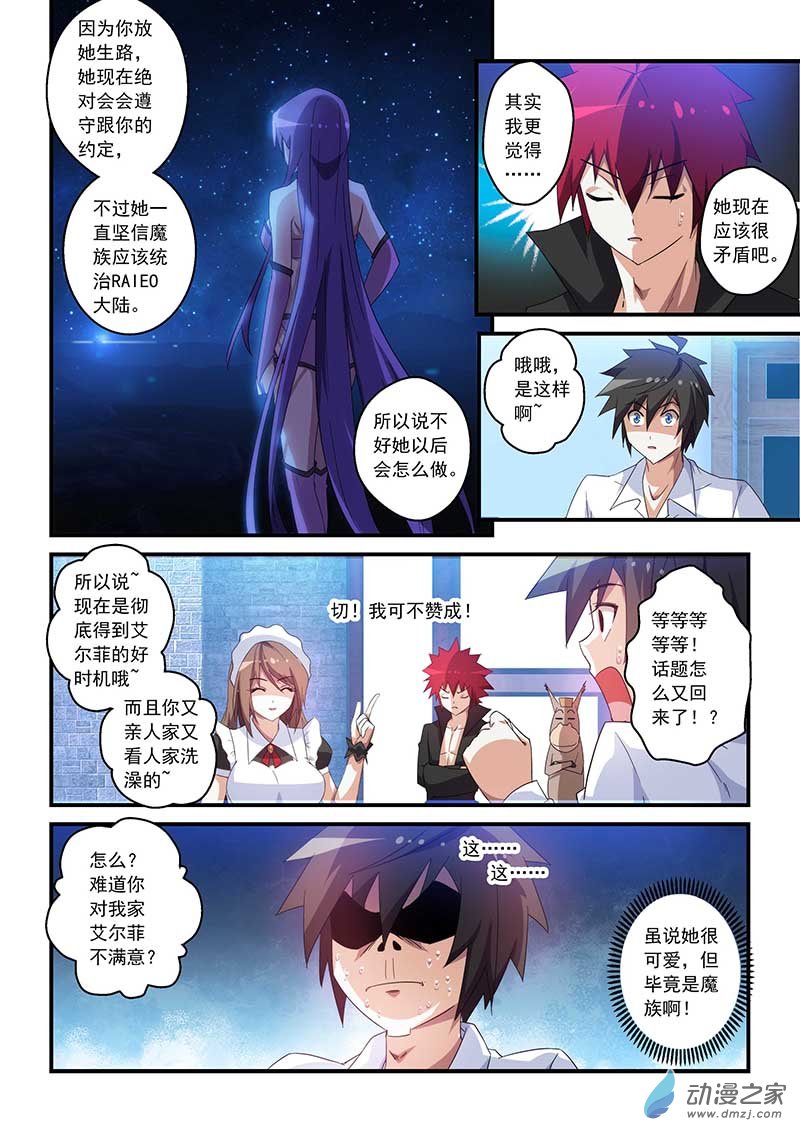 因为你放
她生路，
她现在绝
对会会遵
守跟你的
约定，
不过她一
直坚信魔
族应该统
治RAIEO
大陆。
所以说不
好她以后
会怎么做。
其实
我更
觉得
……
她现在
应该很
矛盾吧。
哦哦，
是这样
啊~
所以说~
现在是彻
底得到艾
尔菲的好
时机哦~
而且你又
亲人家又
看人家洗
澡的~
切！我可不赞成！
等等等
等等！
话题怎
么又回
来了！？
怎么？
难道你
对我家
艾尔菲
不满意？
这……
这……
虽说她很
可爱，但
毕竟是魔
族啊！
动漫之家
www.dmzj.com